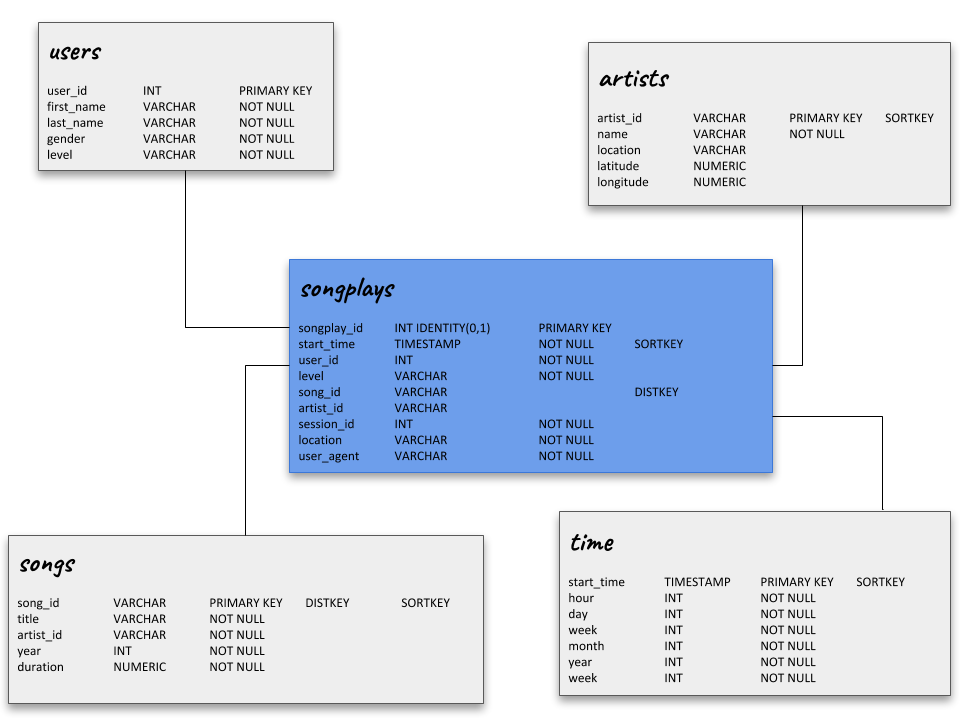 users
user_id INT PRIMARY KEY
first_name VARCHAR NOT NULL
last_name VARCHAR NOT NULL
gender VARCHAR NOT NULL
level VARCHAR NOT NULL
artists
artist_id VARCHAR PRIMARY KEY SORTKEY
name VARCHAR NOT NULL
location VARCHAR
latitude NUMERIC
longitude NUMERIC
songplays
songplay_id INT IDENTITY(0,1) PRIMARY KEY
start_time TIMESTAMP NOT NULL SORTKEY
user_id INT NOT NULL
level VARCHAR NOT NULL
song_id VARCHAR DISTKEY
artist_id VARCHAR
session_id INT NOT NULL
location VARCHAR NOT NULL
user_agent VARCHAR NOT NULL
songs
song_id VARCHAR PRIMARY KEY DISTKEY SORTKEY
title VARCHAR NOT NULL
artist_id VARCHAR NOT NULL
year INT NOT NULL
duration NUMERIC NOT NULL
time
start_time TIMESTAMP PRIMARY KEY SORTKEY
hour INT NOT NULL
day INT NOT NULL
week INT NOT NULL
month INT NOT NULL
year INT NOT NULL
week INT NOT NULL